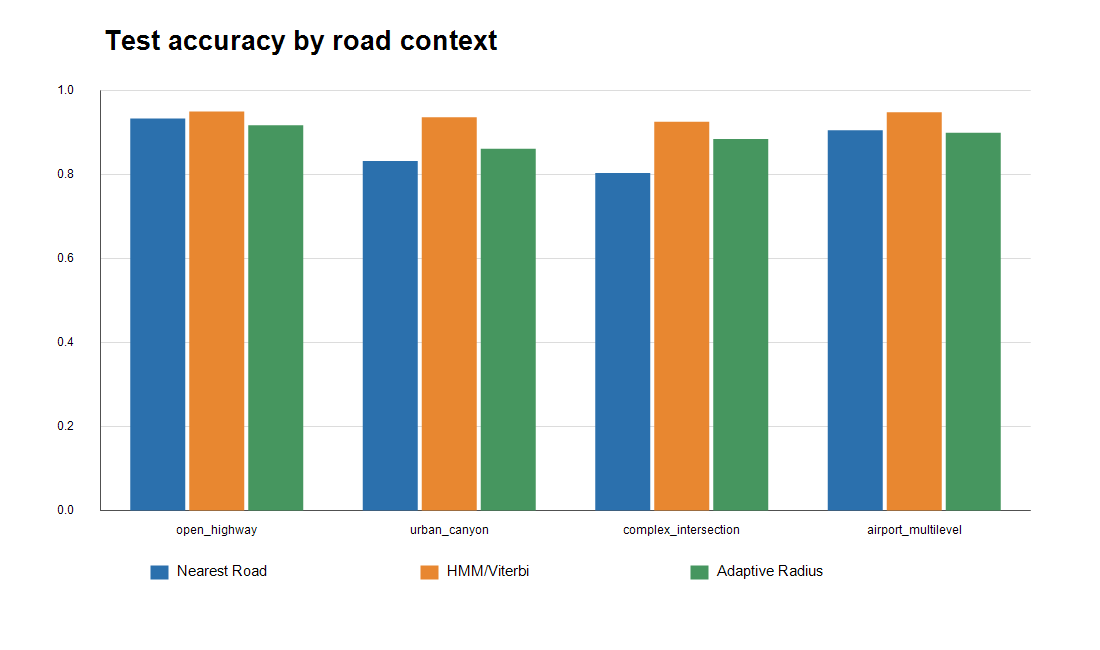 Test accuracy by road context
1.0
0.8
0.6
0.4
0.2
0.0
open_highway urban_canyon complex_intersection airport_multilevel
Nearest Road HMM/Viterbi Adaptive Radius